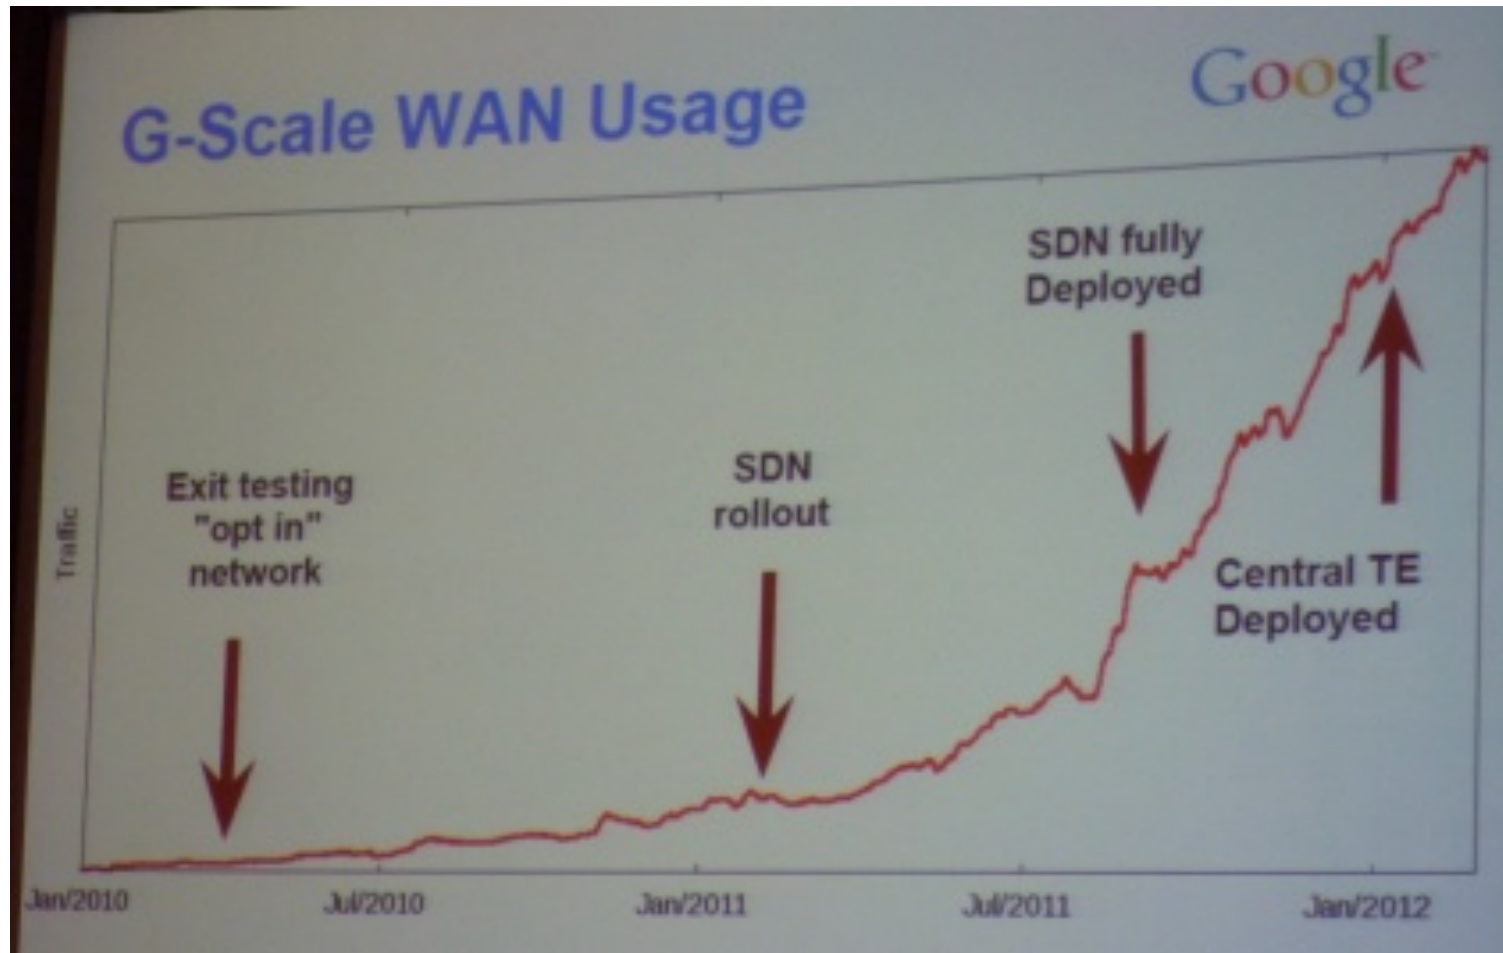 Google
G-Scale WAN Usage
SDN fully
Deployed
SDN
rollout
Exit testing
"opt in"
network
Traffic
Central TE
Deployed
Jan/2010
Jul/2010
Jan/2011
Jul/2011
Jan/2012